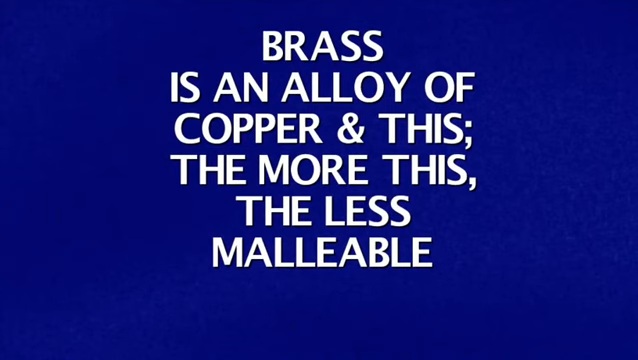 BRASS
IS AN ALLOY OF
COPPER & THIS;
THE MORE THIS,
THE LESS
MALLEABLE